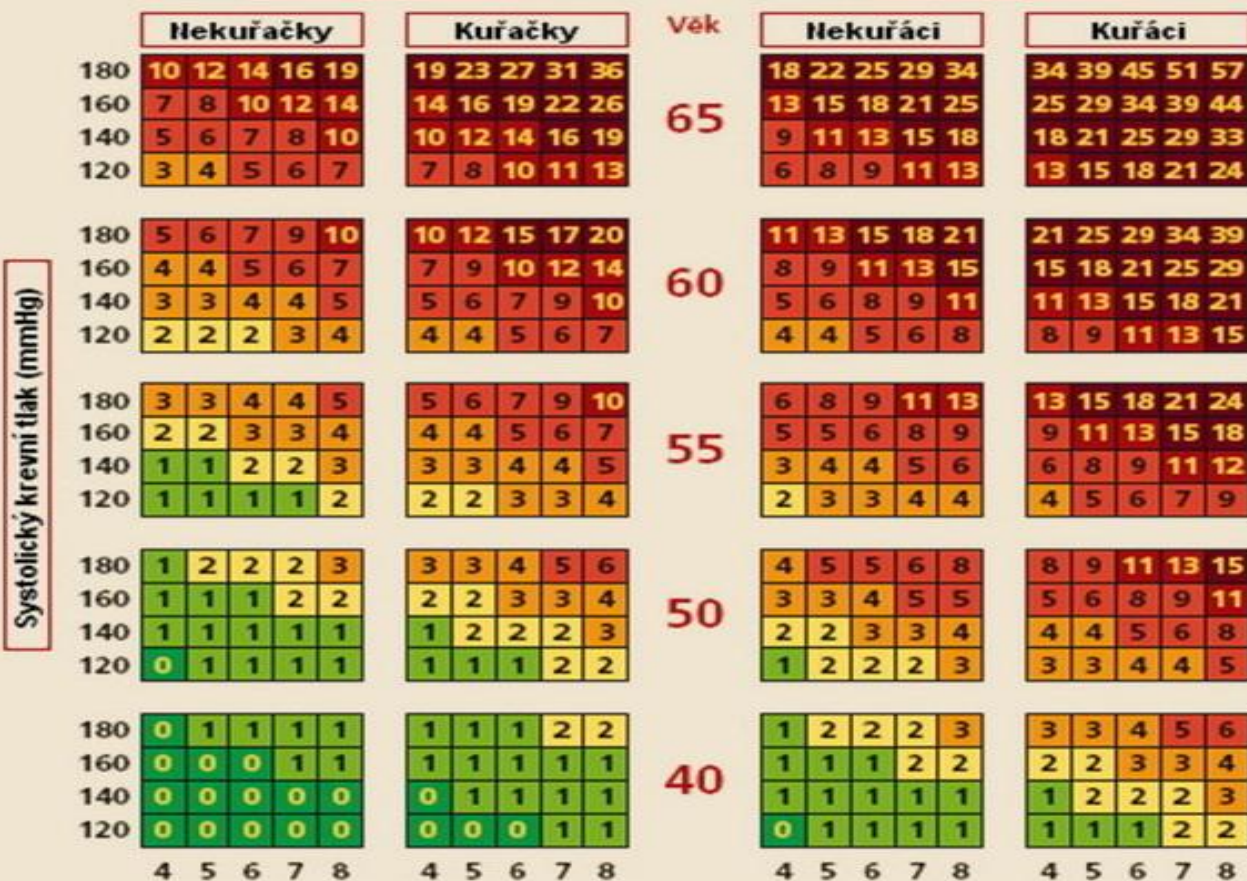 Nekuřačky Kuřačky Věk Nekuřáci Kuřáci
Systolický krevní tlak (mmHg)
180 10 12 14 16 19 19 23 27 31 36 18 22 25 29 34 34 39 45 51 57
160 7 8 10 12 14 14 16 19 22 26 65 13 15 18 21 25 25 29 34 39 44
140 5 6 7 8 10 10 12 14 16 19 9 11 13 15 18 18 21 25 29 33
120 3 4 5 6 7 7 8 10 11 13 6 8 9 11 13 13 15 18 21 24
180 5 6 7 9 10 10 12 15 17 20 11 13 15 18 21 21 25 29 34 39
160 4 4 5 6 7 7 9 10 12 14 60 8 9 11 13 15 15 18 21 25 29
140 3 3 4 4 5 5 6 7 9 10 5 6 8 9 11 11 13 15 18 21
120 2 2 2 3 4 4 4 5 6 7 4 4 5 6 8 8 9 11 13 15
180 3 3 4 4 5 5 6 7 9 10 6 8 9 11 13 13 15 18 21 24
160 2 2 3 3 4 4 4 5 6 7 55 5 5 6 8 9 9 11 13 15 18
140 1 1 2 2 3 3 3 4 4 5 3 4 4 5 6 6 8 9 11 12
120 1 1 1 1 2 2 2 3 3 4 2 3 3 4 4 4 5 6 7 9
180 1 2 2 2 3 3 3 4 5 6 4 5 5 6 8 8 9 11 13 15
160 1 1 1 2 2 2 2 3 3 4 50 3 3 4 5 5 5 6 8 9 11
140 1 1 1 1 1 1 2 2 2 3 2 2 3 3 4 4 4 5 6 8
120 0 1 1 1 1 1 1 1 2 2 1 2 2 2 3 3 3 4 4 5
180 0 1 1 1 1 1 1 1 2 2 1 2 2 2 3 3 3 4 5 6
160 0 0 0 1 1 1 1 1 1 1 40 1 1 1 2 2 2 2 3 3 4
140 0 0 0 0 0 0 1 1 1 1 1 1 1 1 1 1 2 2 2 3
120 0 0 0 0 0 0 0 0 1 1 0 1 1 1 1 1 1 1 2 2
4 5 6 7 8 4 5 6 7 8 4 5 6 7 8 4 5 6 7 8